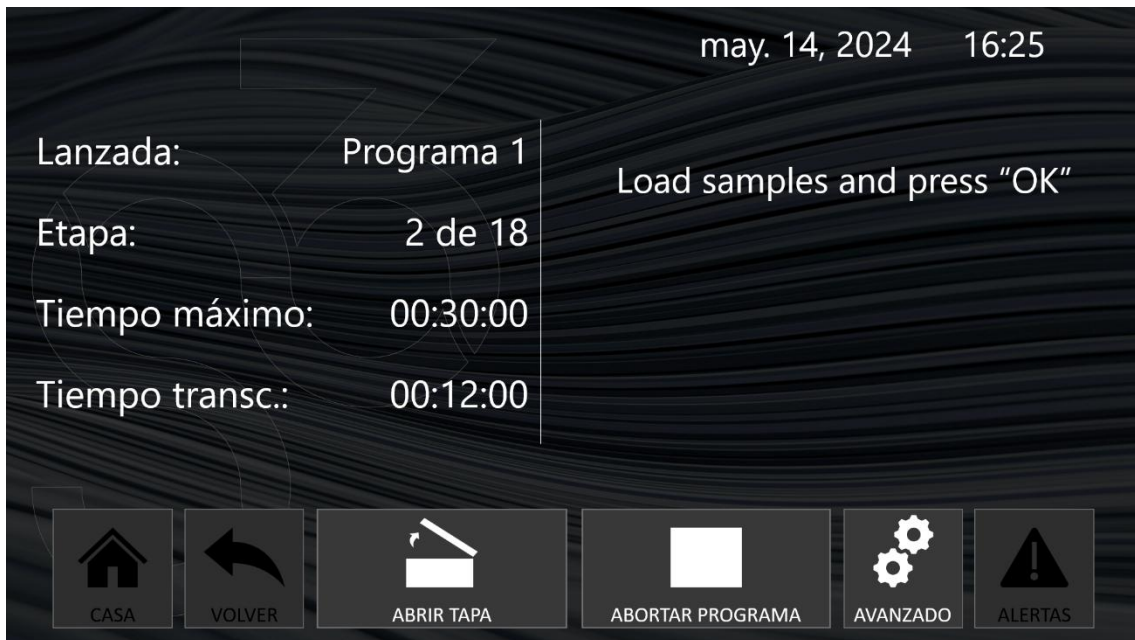 may. 14, 2024 16:25
Lanzada: Programa 1
Etapa: 2 de 18
Tiempo máximo: 00:30:00
Tiempo transc.: 00:12:00
Load samples and press “OK”
CASA
VOLVER
ABRIR TAPA
ABORTAR PROGRAMA
AVANZADO
ALERTAS